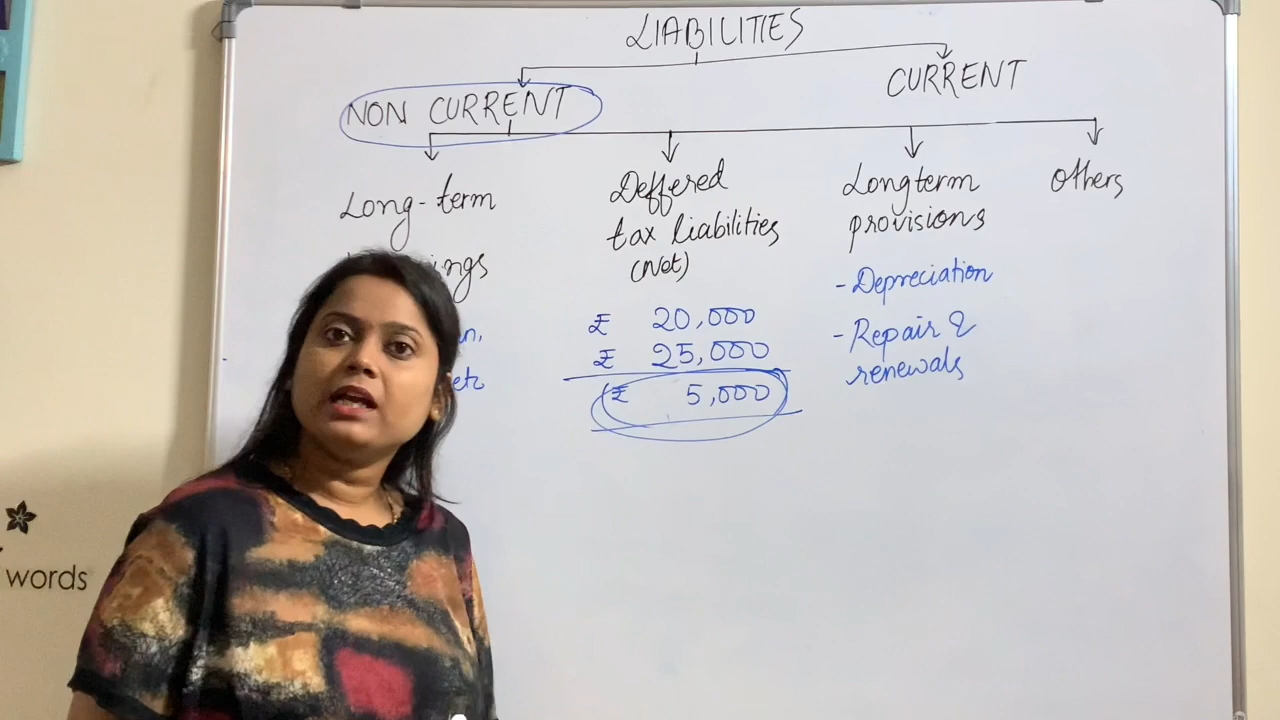 LIABILITIES
NON CURRENT
CURRENT
Long-term
Deffered
tax liabilities
(Net)
₹ 20,000
₹ 25,000
(₹ 5,000
Longterm
provisions
- Depreciation
- Repair &
renewals
Others
etc
words